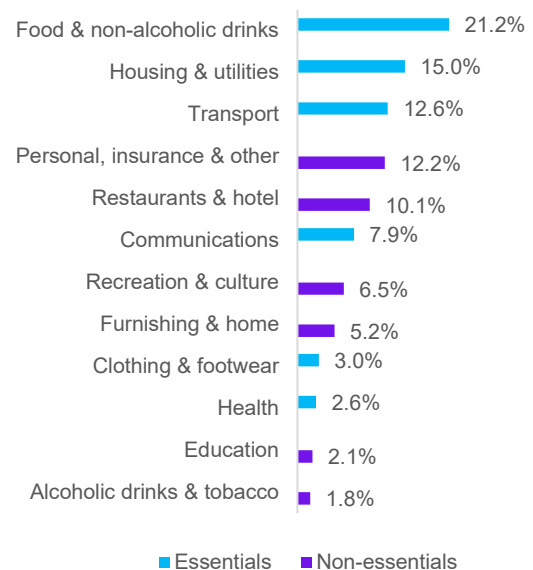 Food & non-alcoholic drinks 21.2%
Housing & utilities 15.0%
Transport 12.6%
Personal, insurance & other 12.2%
Restaurants & hotel 10.1%
Communications 7.9%
Recreation & culture 6.5%
Furnishing & home 5.2%
Clothing & footwear 3.0%
Health 2.6%
Education 2.1%
Alcoholic drinks & tobacco 1.8%
Essentials Non-essentials